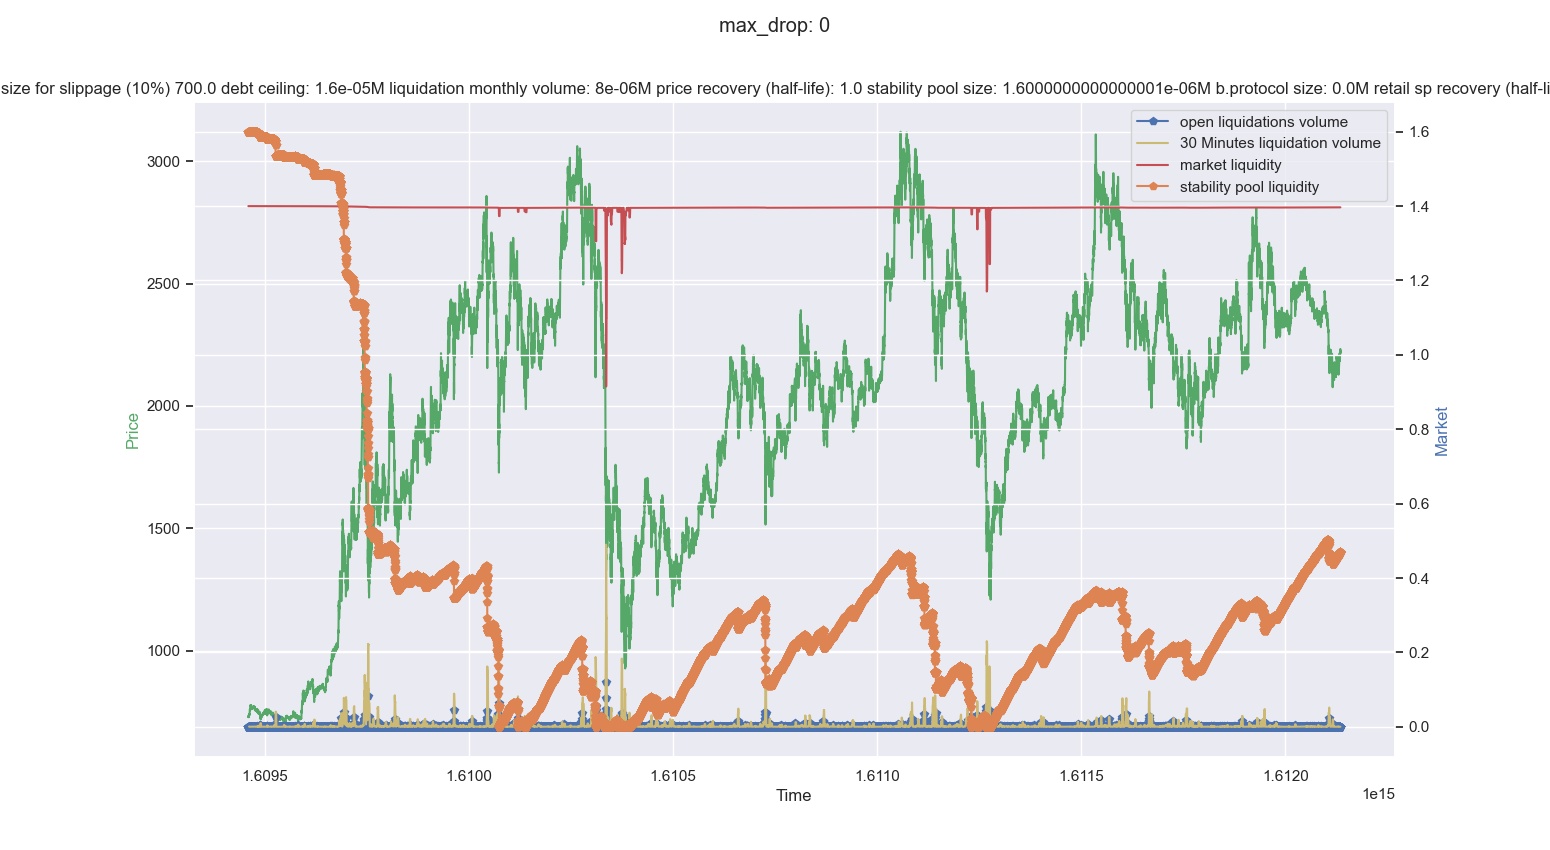 max_drop: 0
size for slippage (10%) 700.0 debt ceiling: 1.6e-05M liquidation monthly volume: 8e-06M price recovery (half-life): 1.0 stability pool size: 1.6000000000000001e-06M b.protocol size: 0.0M retail sp recovery (half-li
open liquidations volume
30 Minutes liquidation volume
market liquidity
stability pool liquidity
3000
2500
2000
1500
1000
Price
1.6
1.4
1.2
1.0
0.8
0.6
0.4
0.2
0.0
Market
1.6095
1.6100
1.6105
1.6110
1.6115
1.6120
1e15
Time